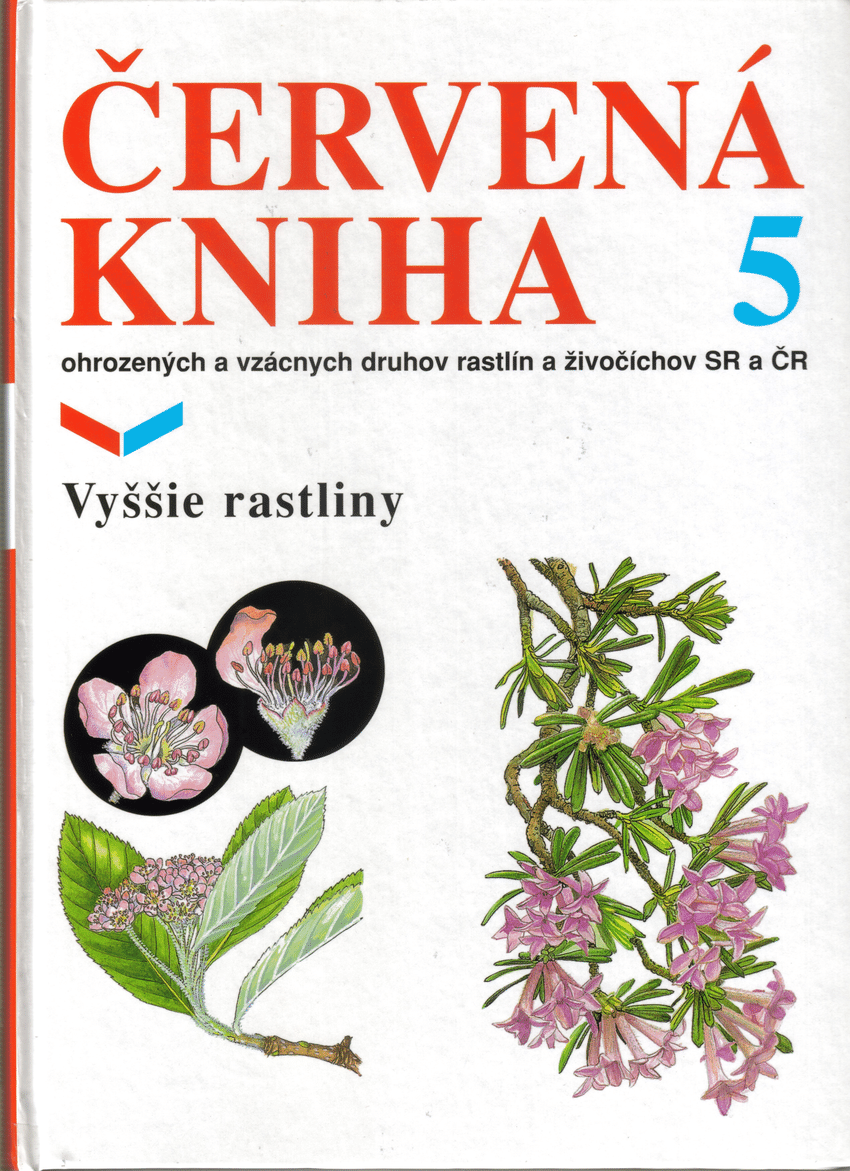 ČERVENÁ
KNIHA 5
ohrozených a vzácnych druhov rastlín a živočíchov SR a ČR
Vyššie rastliny